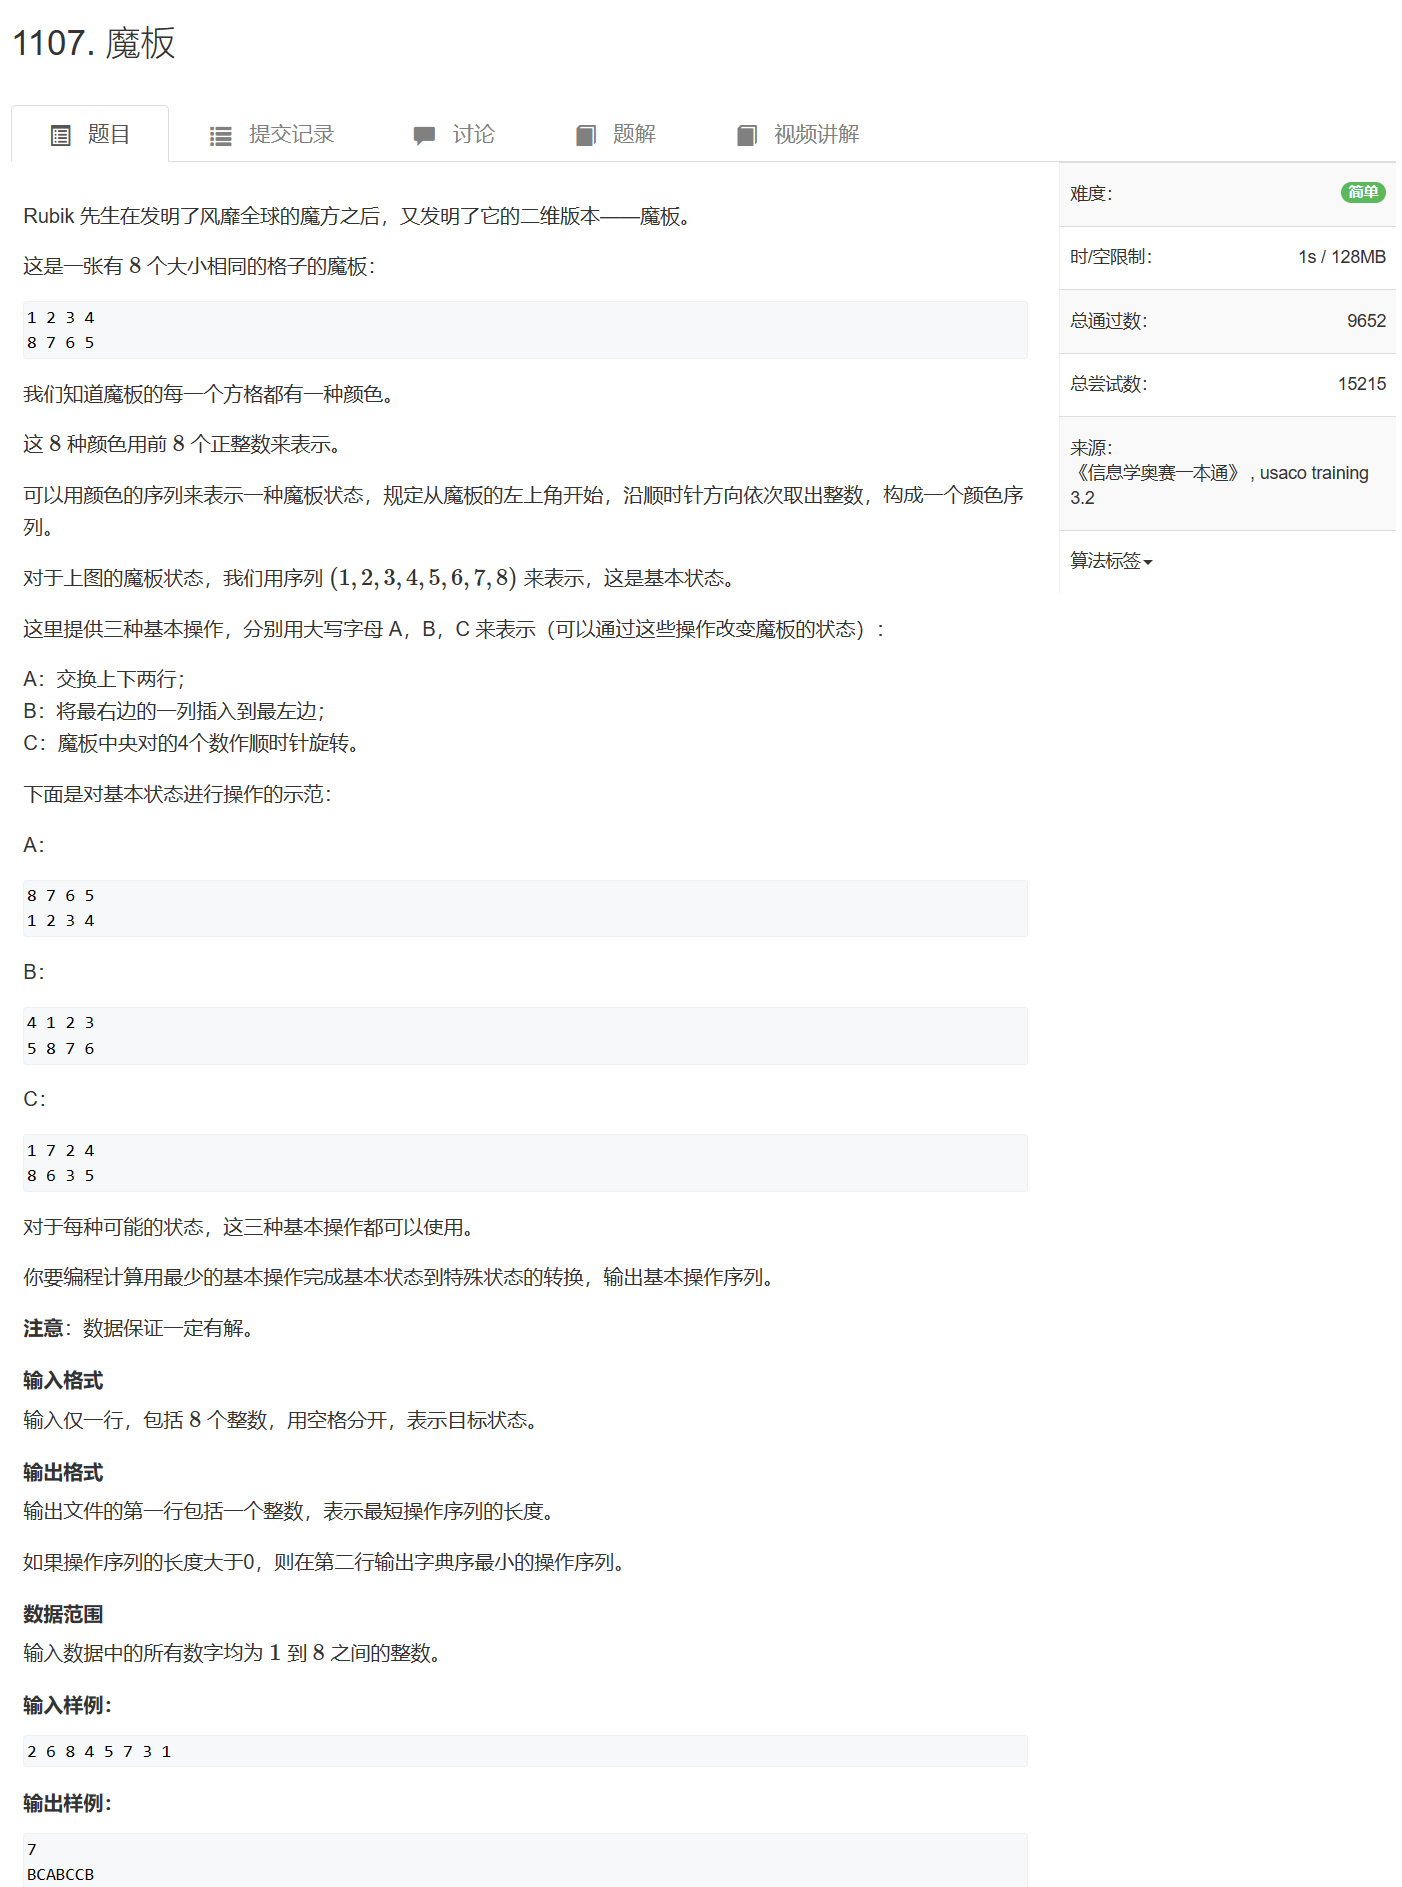 1107. 魔板
题目 提交记录 讨论 题解 视频讲解
Rubik 先生在发明了风靡全球的魔方之后，又发明了它的二维版本——魔板。
这是一张有 8 个大小相同的格子的魔板：
1 2 3 4
8 7 6 5
我们知道魔板的每一个方格都有一种颜色。
这 8 种颜色用前 8 个正整数来表示。
可以用颜色的序列来表示一种魔板状态，规定从魔板的左上角开始，沿顺时针方向依次取出整数，构成一个颜色序
列。
对于上图的魔板状态，我们用序列 (1,2,3,4,5,6,7,8) 来表示，这是基本状态。
这里提供三种基本操作，分别用大写字母 A，B，C 来表示（可以通过这些操作改变魔板的状态）：
A：交换上下两行；
B：将最右边的一列插入到最左边；
C：魔板中央对的4个数作顺时针旋转。
下面是对基本状态进行操作的示范：
A：
8 7 6 5
1 2 3 4
B：
4 1 2 3
5 8 7 6
C：
1 7 2 4
8 6 3 5
对于每种可能的状态，这三种基本操作都可以使用。
你要编程计算用最少的基本操作完成基本状态到特殊状态的转换，输出基本操作序列。
注意：数据保证一定有解。
输入格式
输入仅一行，包括 8 个整数，用空格分开，表示目标状态。
输出格式
输出文件的第一行包括一个整数，表示最短操作序列的长度。
如果操作序列的长度大于0，则在第二行输出字典序最小的操作序列。
数据范围
输入数据中的所有数字均为 1 到 8 之间的整数。
输入样例：
2 6 8 4 5 7 3 1
输出样例：
7
BCABCCB
难度： 简单
时/空限制： 1s / 128MB
总通过数： 9652
总尝试数： 15215
来源：
《信息学奥赛一本通》 , usaco training
3.2
算法标签